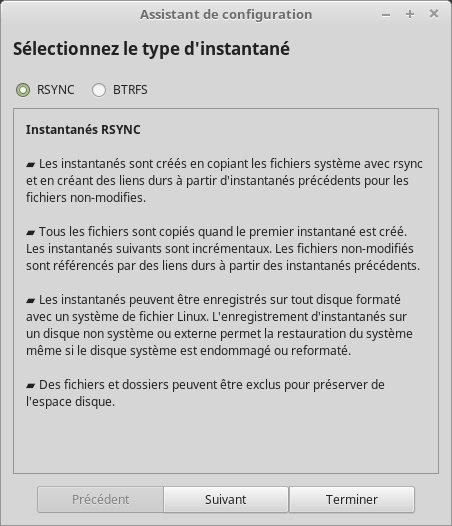 Assistant de configuration
Sélectionnez le type d'instantané
RSYNC BTRFS
Instantanés RSYNC
▰ Les instantanés sont créés en copiant les fichiers système avec rsync
et en créant des liens durs à partir d'instantanés précédents pour les
fichiers non-modifies.
▰ Tous les fichiers sont copiés quand le premier instantané est créé.
Les instantanés suivants sont incrémentaux. Les fichiers non-modifiés
sont référencés par des liens durs à partir des instantanés précédents.
▰ Les instantanés peuvent être enregistrés sur tout disque formaté
avec un système de fichier Linux. L'enregistrement d'instantanés sur
un disque non système ou externe permet la restauration du système
même si le disque système est endommagé ou reformaté.
▰ Des fichiers et dossiers peuvent être exclus pour préserver de
l'espace disque.
Précédent Suivant Terminer